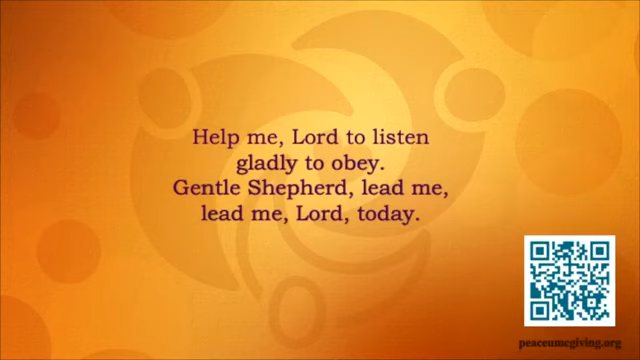 Help me, Lord to listen
gladly to obey.
Gentle Shepherd, lead me,
lead me, Lord, today.
peaceumcgiving.org